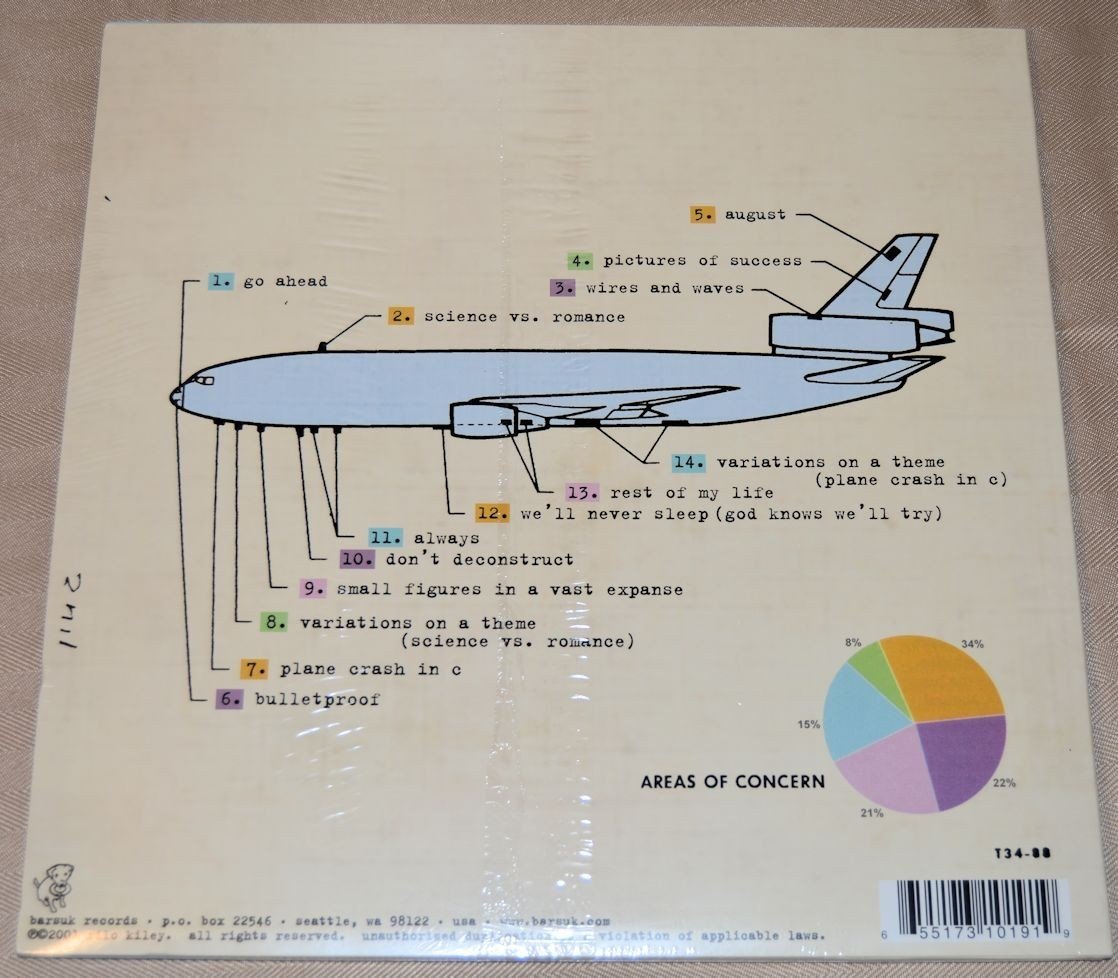 5. august
4. pictures of success
3. wires and waves
1. go ahead
2. science vs. romance
14. variations on a theme
(plane crash in c)
13. rest of my life
12. we'll never sleep (god knows we'll try)
11. always
10. don't deconstruct
9. small figures in a vast expanse
8. variations on a theme
(science vs. romance)
7. plane crash in c
6. bulletproof
1142
8%
34%
15%
22%
21%
AREAS OF CONCERN
T34-88
barsuk records · p.o. box 22546 · seattle, wa 98122 · usa · www.barsuk.com
℗© kiley. all rights reserved. unauthorized violation of applicable laws.
6 55173 10191 9